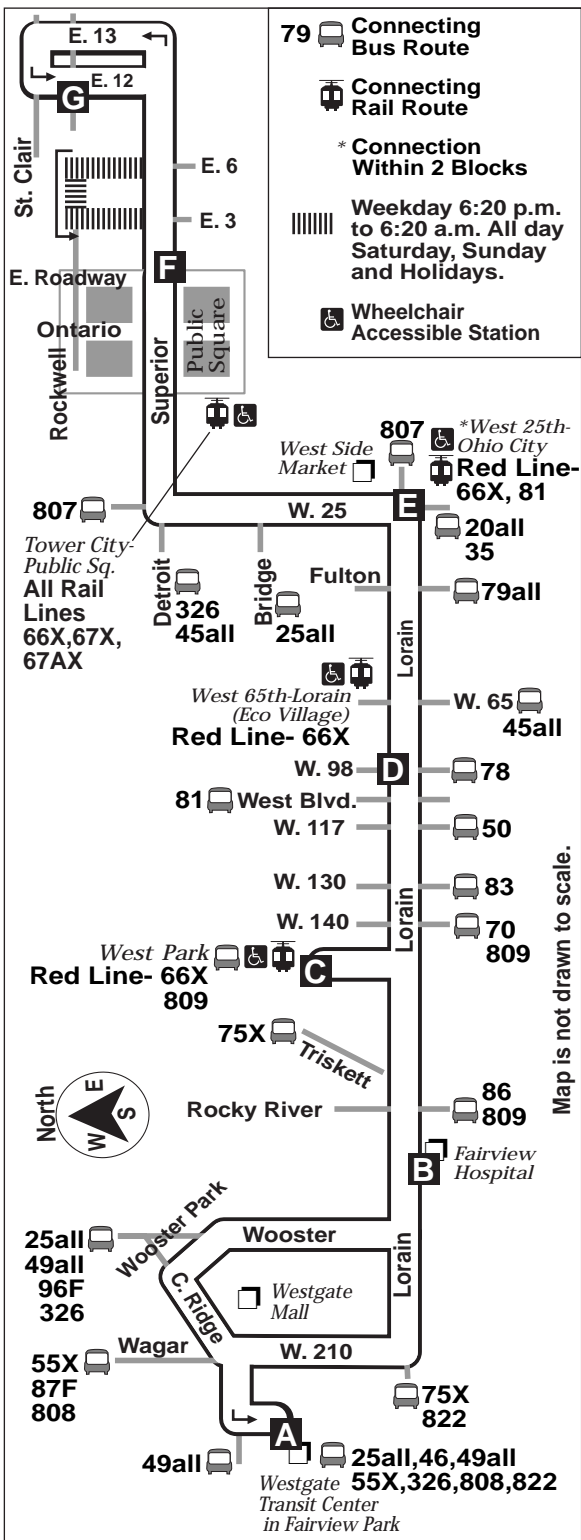 E. 13
E. 12
G
St. Clair
E. 6
E. 3
F
E. Roadway
Ontario
Rockwell
Superior
Public
Square
79 Connecting
Bus Route
Connecting
Rail Route
* Connection
Within 2 Blocks
Weekday 6:20 p.m.
to 6:20 a.m. All day
Saturday, Sunday
and Holidays.
Wheelchair
Accessible Station
807
Tower City-
Public Sq.
All Rail
Lines
66X,67X,
67AX
W. 25
Detroit
326
45all
Bridge
25all
West Side
Market
807
*West 25th-
Ohio City
Red Line-
66X, 81
E
20all
35
Fulton
79all
Lorain
West 65th-Lorain
(Eco Village)
Red Line- 66X
W. 65
45all
W. 98
D
78
81
West Blvd.
W. 117
50
W. 130
83
W. 140
Lorain
70
809
West Park
Red Line- 66X
809
C
75X
Triskett
Map is not drawn to scale.
North
E
S
W
Rocky River
86
809
B
Fairview
Hospital
25all
49all
96F
326
Wooster Park
Wooster
Lorain
C. Ridge
Westgate
Mall
55X
87F
808
Wagar
W. 210
75X
822
A
49all
25all,46,49all
55X,326,808,822
Westgate
Transit Center
in Fairview Park